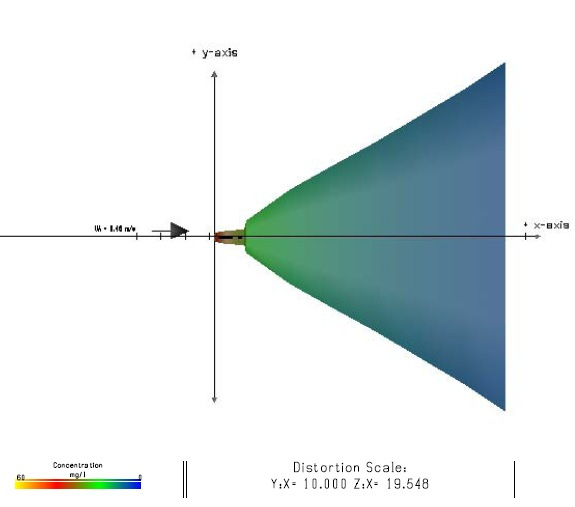 + y-axis
+ x-axis
UA = 0.40 m/s
Concentration
mg/l
60 0
Distortion Scale:
Y:X= 10.000 Z:X= 19.548